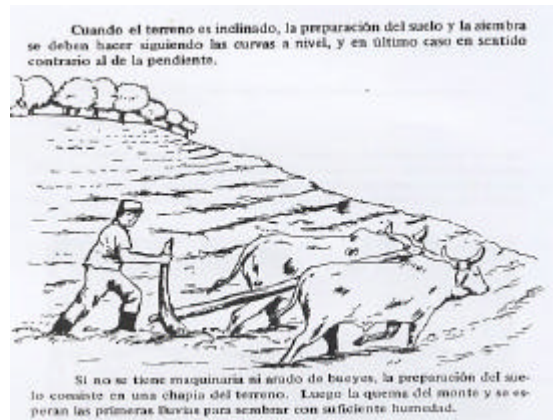 Cuando el terreno es inclinado, la preparación del suelo y la siembra
se deben hacer siguiendo las curvas a nivel, y en último caso en sentido
contrario al de la pendiente.
Si no se tiene maquinaria ni arado de bueyes, la preparación del sue-
lo consiste en una chapia del terreno. Luego la quema del monte y se es-
peran las primeras lluvias para sembrar con suficiente humedad.